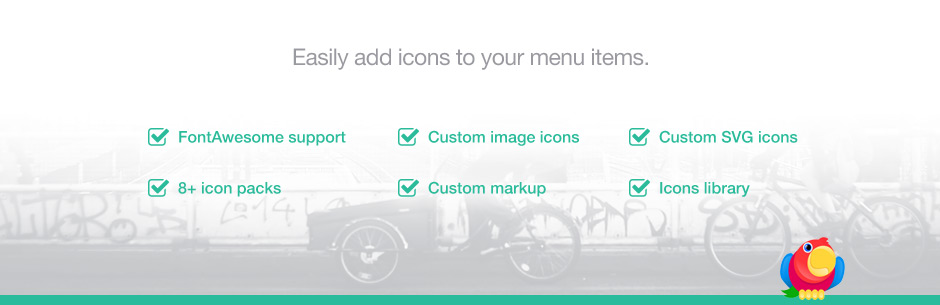 Easily add icons to your menu items.
FontAwesome support
Custom image icons
Custom SVG icons
8+ icon packs
Custom markup
Icons library